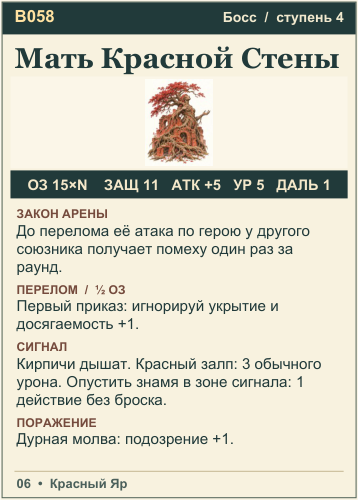 B058
Босс / ступень 4
Мать Красной Стены
ОЗ 15×N ЗАЩ 11 АТК +5 УР 5 ДАЛЬ 1
ЗАКОН АРЕНЫ
До перелома её атака по герою у другого
союзника получает помеху один раз за
раунд.
ПЕРЕЛОМ / ½ ОЗ
Первый приказ: игнорируй укрытие и
досягаемость +1.
СИГНАЛ
Кирпичи дышат. Красный залп: 3 обычного
урона. Опустить знамя в зоне сигнала: 1
действие без броска.
ПОРАЖЕНИЕ
Дурная молва: подозрение +1.
06 • Красный Яр